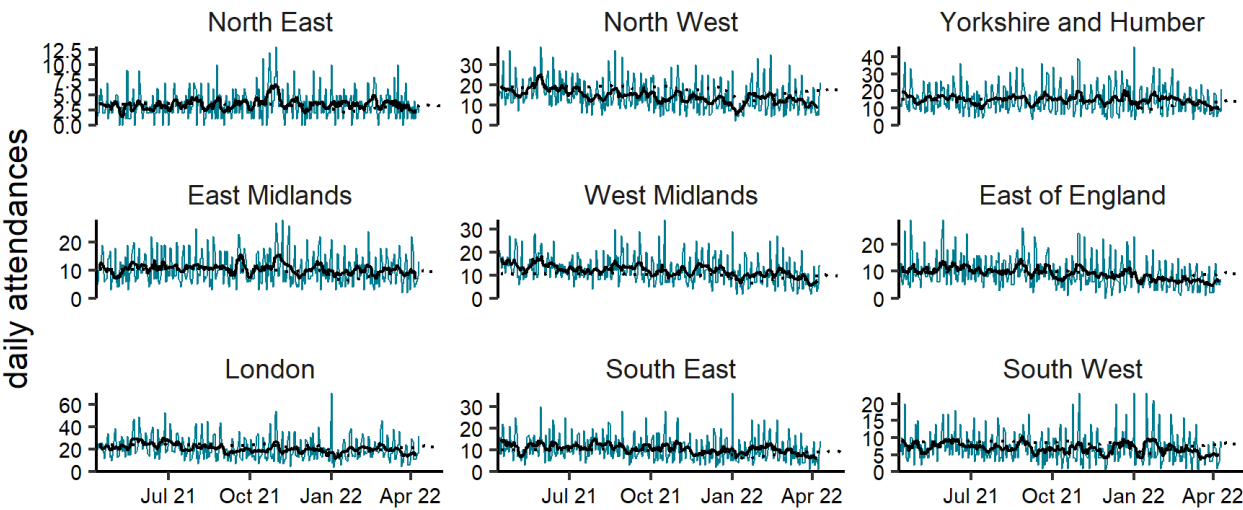 North East
North West
Yorkshire and Humber
12.5
10.0
7.5
5.0
2.5
0.0
30
20
10
0
40
30
20
10
0
daily attendances
East Midlands
West Midlands
East of England
20
10
0
30
20
10
0
20
10
0
London
South East
South West
60
40
20
0
30
20
10
0
20
15
10
5
0
Jul 21 Oct 21 Jan 22 Apr 22
Jul 21 Oct 21 Jan 22 Apr 22
Jul 21 Oct 21 Jan 22 Apr 22